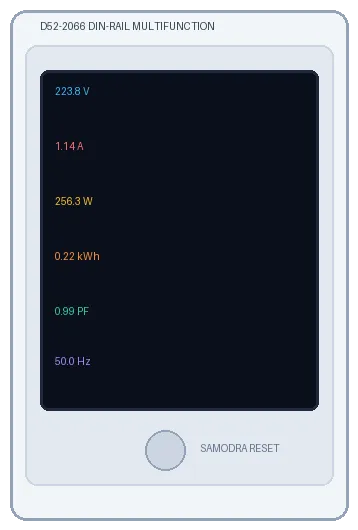 D52-2066 DIN-RAIL MULTIFUNCTION
223.8 V
1.14 A
256.3 W
0.22 kWh
0.99 PF
50.0 Hz
SAMODRA RESET